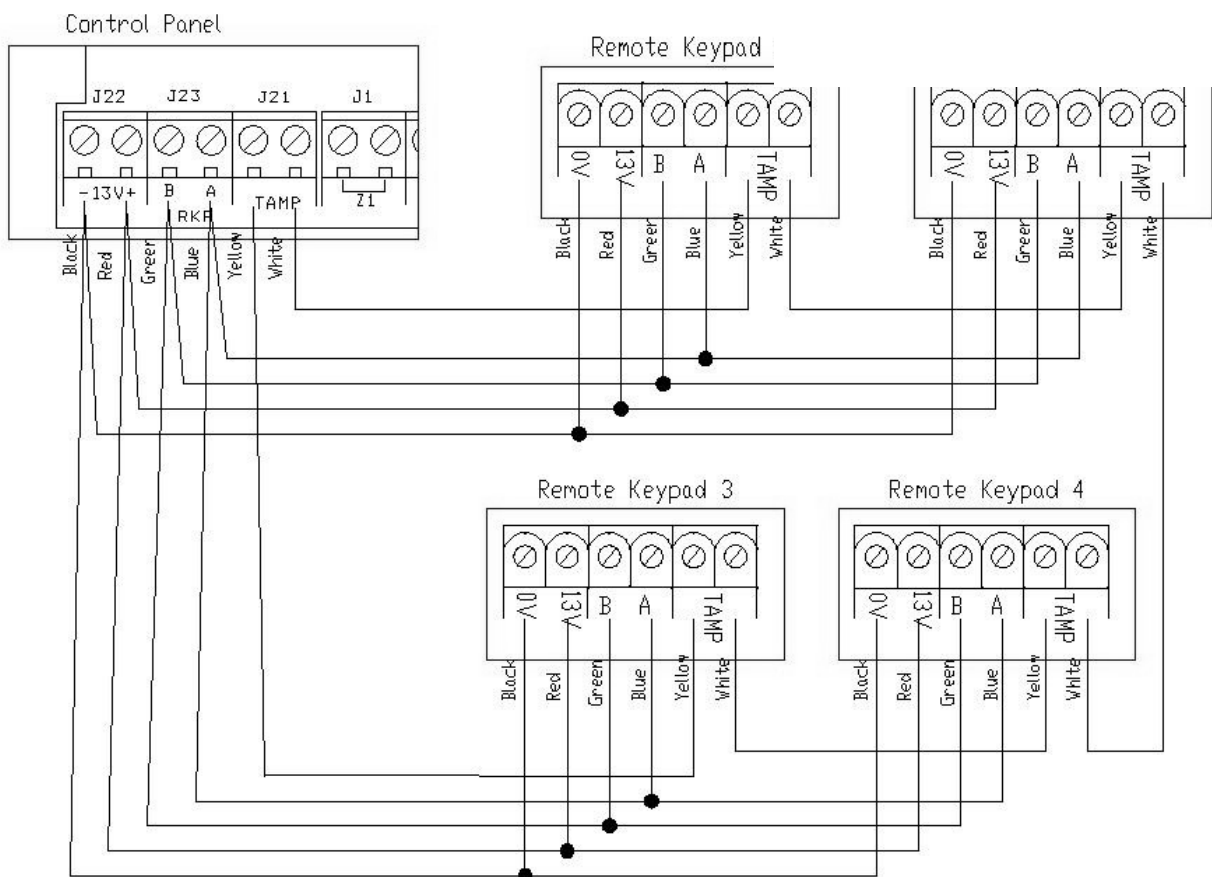 Control Panel
J22 J23 J21 J1
-13V+ B A TAMP Z1
RKP
Black Red Green Blue Yellow White
Remote Keypad
0V 13V B A TAMP
Black Red Green Blue Yellow White
0V 13V B A TAMP
Black Red Green Blue Yellow White
Remote Keypad 3
0V 13V B A TAMP
Black Red Green Blue Yellow White
Remote Keypad 4
0V 13V B A TAMP
Black Red Green Blue Yellow White